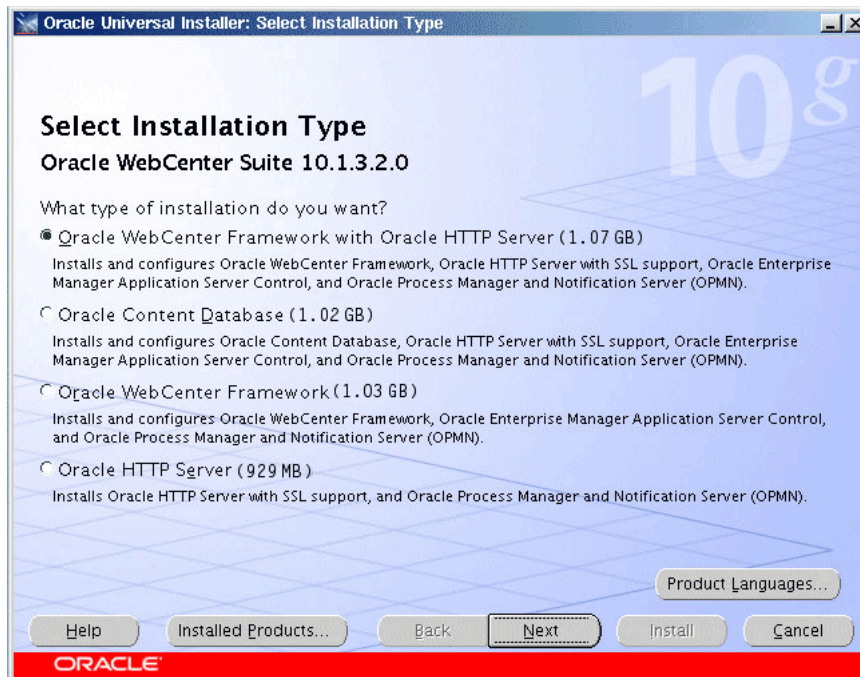 Oracle Universal Installer: Select Installation Type
10g
Select Installation Type
Oracle WebCenter Suite 10.1.3.2.0
What type of installation do you want?
Oracle WebCenter Framework with Oracle HTTP Server (1.07 GB)
Installs and configures Oracle WebCenter Framework, Oracle HTTP Server with SSL support, Oracle Enterprise
Manager Application Server Control, and Oracle Process Manager and Notification Server (OPMN).
Oracle Content Database (1.02 GB)
Installs and configures Oracle Content Database, Oracle HTTP Server with SSL support, Oracle Enterprise
Manager Application Server Control, and Oracle Process Manager and Notification Server (OPMN).
Oracle WebCenter Framework (1.03 GB)
Installs and configures Oracle WebCenter Framework, Oracle Enterprise Manager Application Server Control,
and Oracle Process Manager and Notification Server (OPMN).
Oracle HTTP Server (929 MB)
Installs Oracle HTTP Server with SSL support, and Oracle Process Manager and Notification Server (OPMN).
Product Languages...
Help Installed Products... Back Next Install Cancel
ORACLE